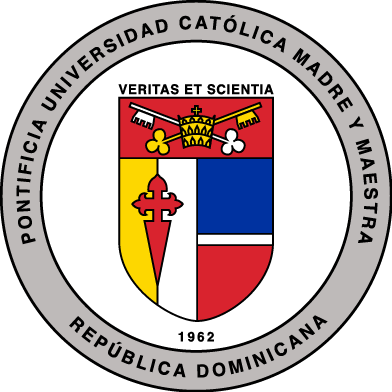 PONTIFICIA UNIVERSIDAD CATÓLICA MADRE Y MAESTRA
VERITAS ET SCIENTIA
1962
REPÚBLICA DOMINICANA